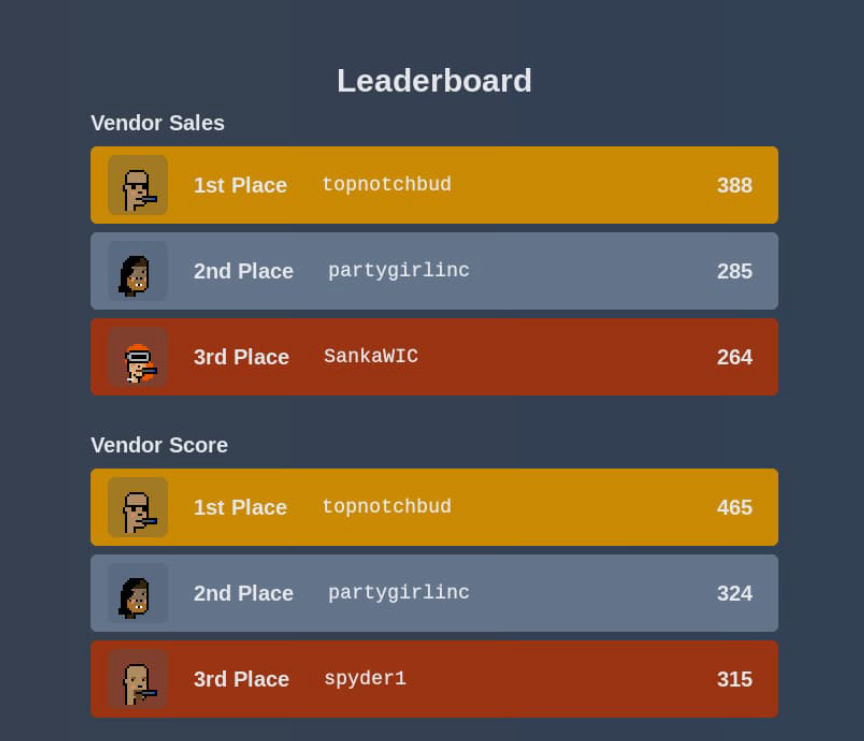 Leaderboard
Vendor Sales
1st Place topnotchbud 388
2nd Place partygirlinc 285
3rd Place SankaWIC 264
Vendor Score
1st Place topnotchbud 465
2nd Place partygirlinc 324
3rd Place spyder1 315